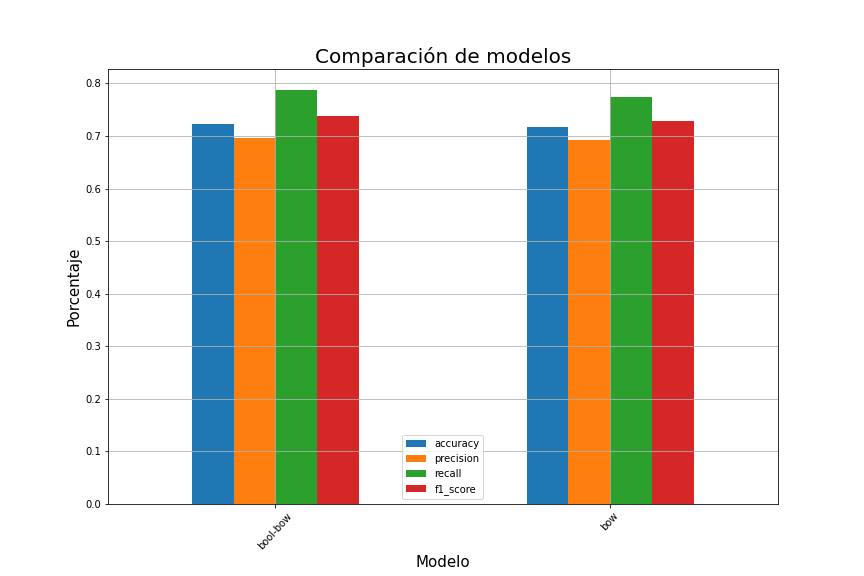 Comparación de modelos
Porcentaje
0.8
0.7
0.6
0.5
0.4
0.3
0.2
0.1
0.0
accuracy
precision
recall
f1_score
bool-bow
bow
Modelo